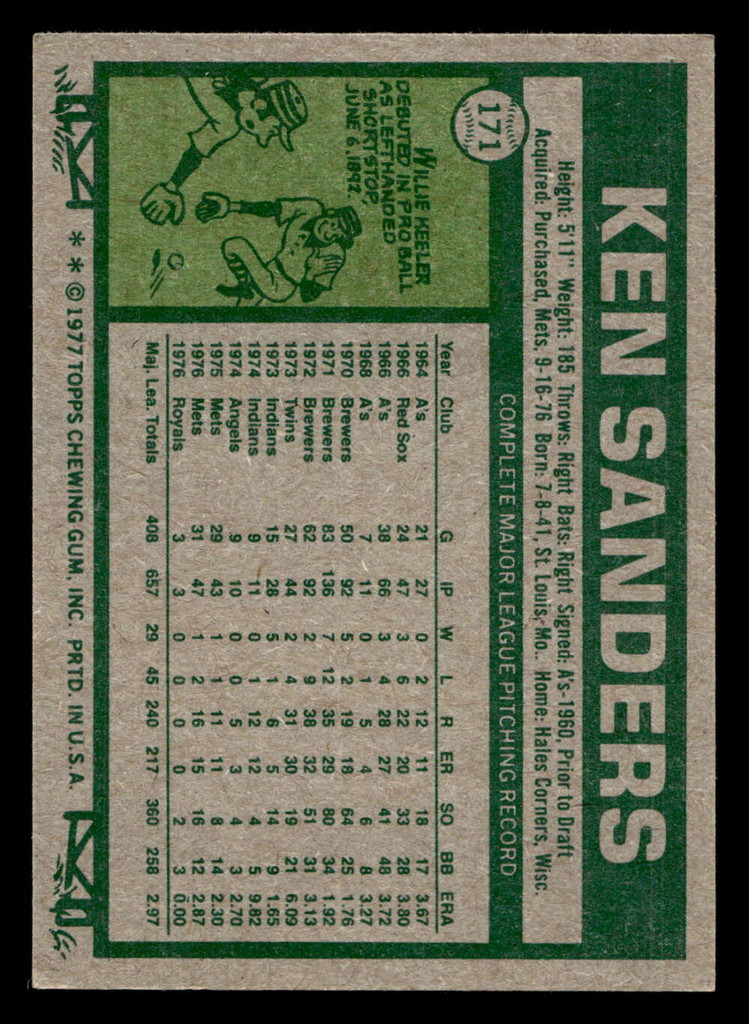 171
KEN SANDERS
Height: 5'11" Weight: 185 Throws: Right Bats: Right Signed: A's-1960, Prior to Draft
Acquired: Purchased, Mets, 9-16-76 Born: 7-8-41, St. Louis, Mo.. Home: Hales Corners, Wisc.
COMPLETE MAJOR LEAGUE PITCHING RECORD
Year Club G IP W L R ER SO BB ERA
1964 A's 21 27 0 2 12 11 18 17 3.67
1966 Red Sox 24 47 3 6 22 20 33 28 3.80
1966 A's 38 66 3 4 28 27 41 48 3.72
1968 A's 7 11 0 1 5 4 6 8 3.27
1970 Brewers 50 92 5 2 19 18 64 25 1.76
1971 Brewers 83 136 7 12 35 29 80 34 1.92
1972 Brewers 62 92 2 9 38 32 51 31 3.13
1973 Twins 27 44 2 4 31 30 19 21 6.09
1973 Indians 15 28 5 1 6 5 14 9 1.65
1974 Indians 9 11 0 1 12 12 4 5 9.82
1974 Angels 9 10 0 0 5 3 4 3 2.70
1975 Mets 29 43 1 1 11 11 8 14 2.30
1976 Mets 31 47 1 2 16 15 16 12 2.87
1976 Royals 3 3 0 0 0 0 2 3 0.00
Maj. Lea. Totals 408 657 29 45 240 217 360 258 2.97
WILLIE KEELER
DEBUTED IN PRO BALL
AS LEFTHANDED
SHORTSTOP,
JUNE 6, 1892.
* * © 1977 TOPPS CHEWING GUM, INC. PRTD. IN U.S.A.